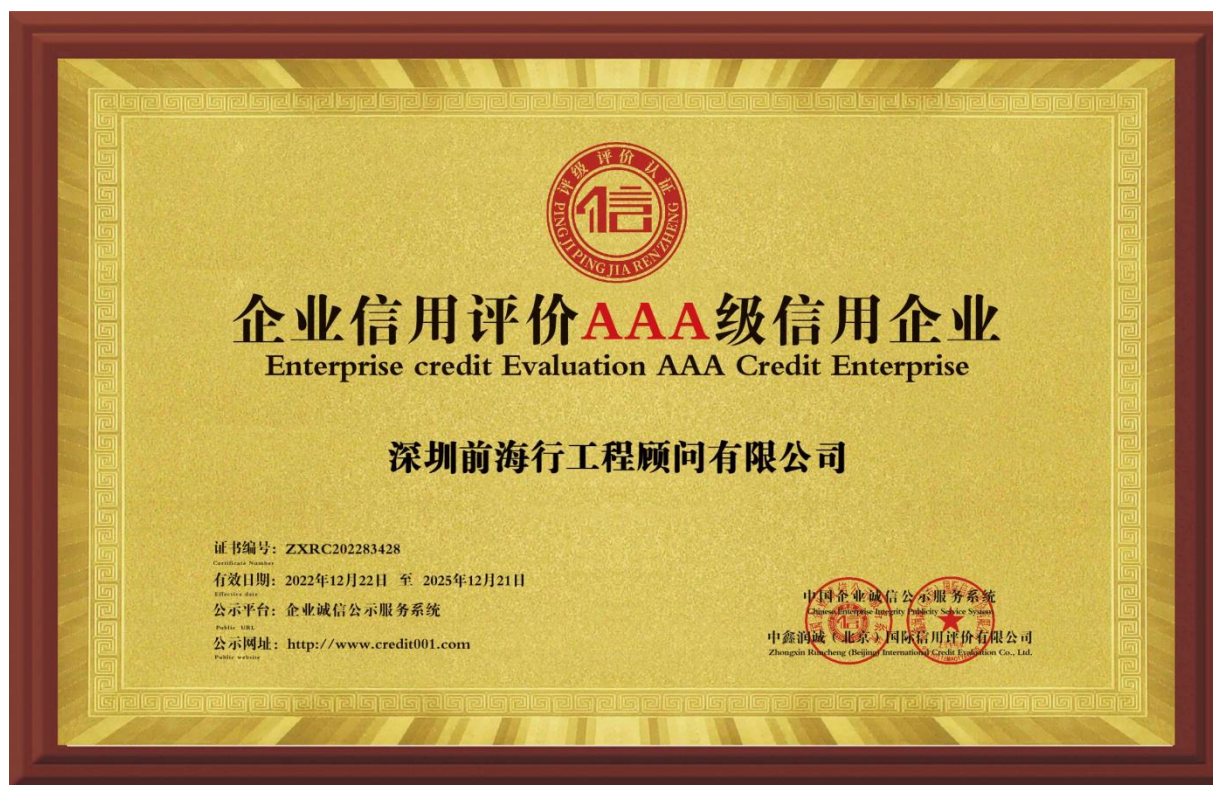 评级评价认证
信
PINGJI PING JIA REN ZHENG
企业信用评价AAA级信用企业
Enterprise credit Evaluation AAA Credit Enterprise
深圳前海行工程顾问有限公司
证书编号：ZXRC202283428
Certificate Number
有效日期：2022年12月22日 至 2025年12月21日
Effective date
公示平台：企业诚信公示服务系统
Public URL
公示网址：http://www.credit001.com
Public website
中国企业诚信公示服务系统
Chinese Enterprise Integrity Publicity Service System
中鑫润诚（北京）国际信用评价有限公司
Zhongxin Runcheng (Beijing) International Credit Evaluation Co., Ltd.